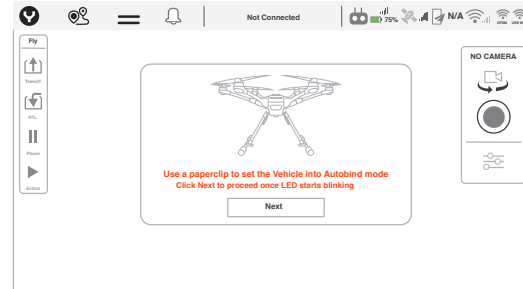 Not Connected
75%
N/A
Fly
Takeoff
RTL
Pause
Action
NO CAMERA
Use a paperclip to set the Vehicle into Autobind mode
Click Next to proceed once LED starts blinking
Next